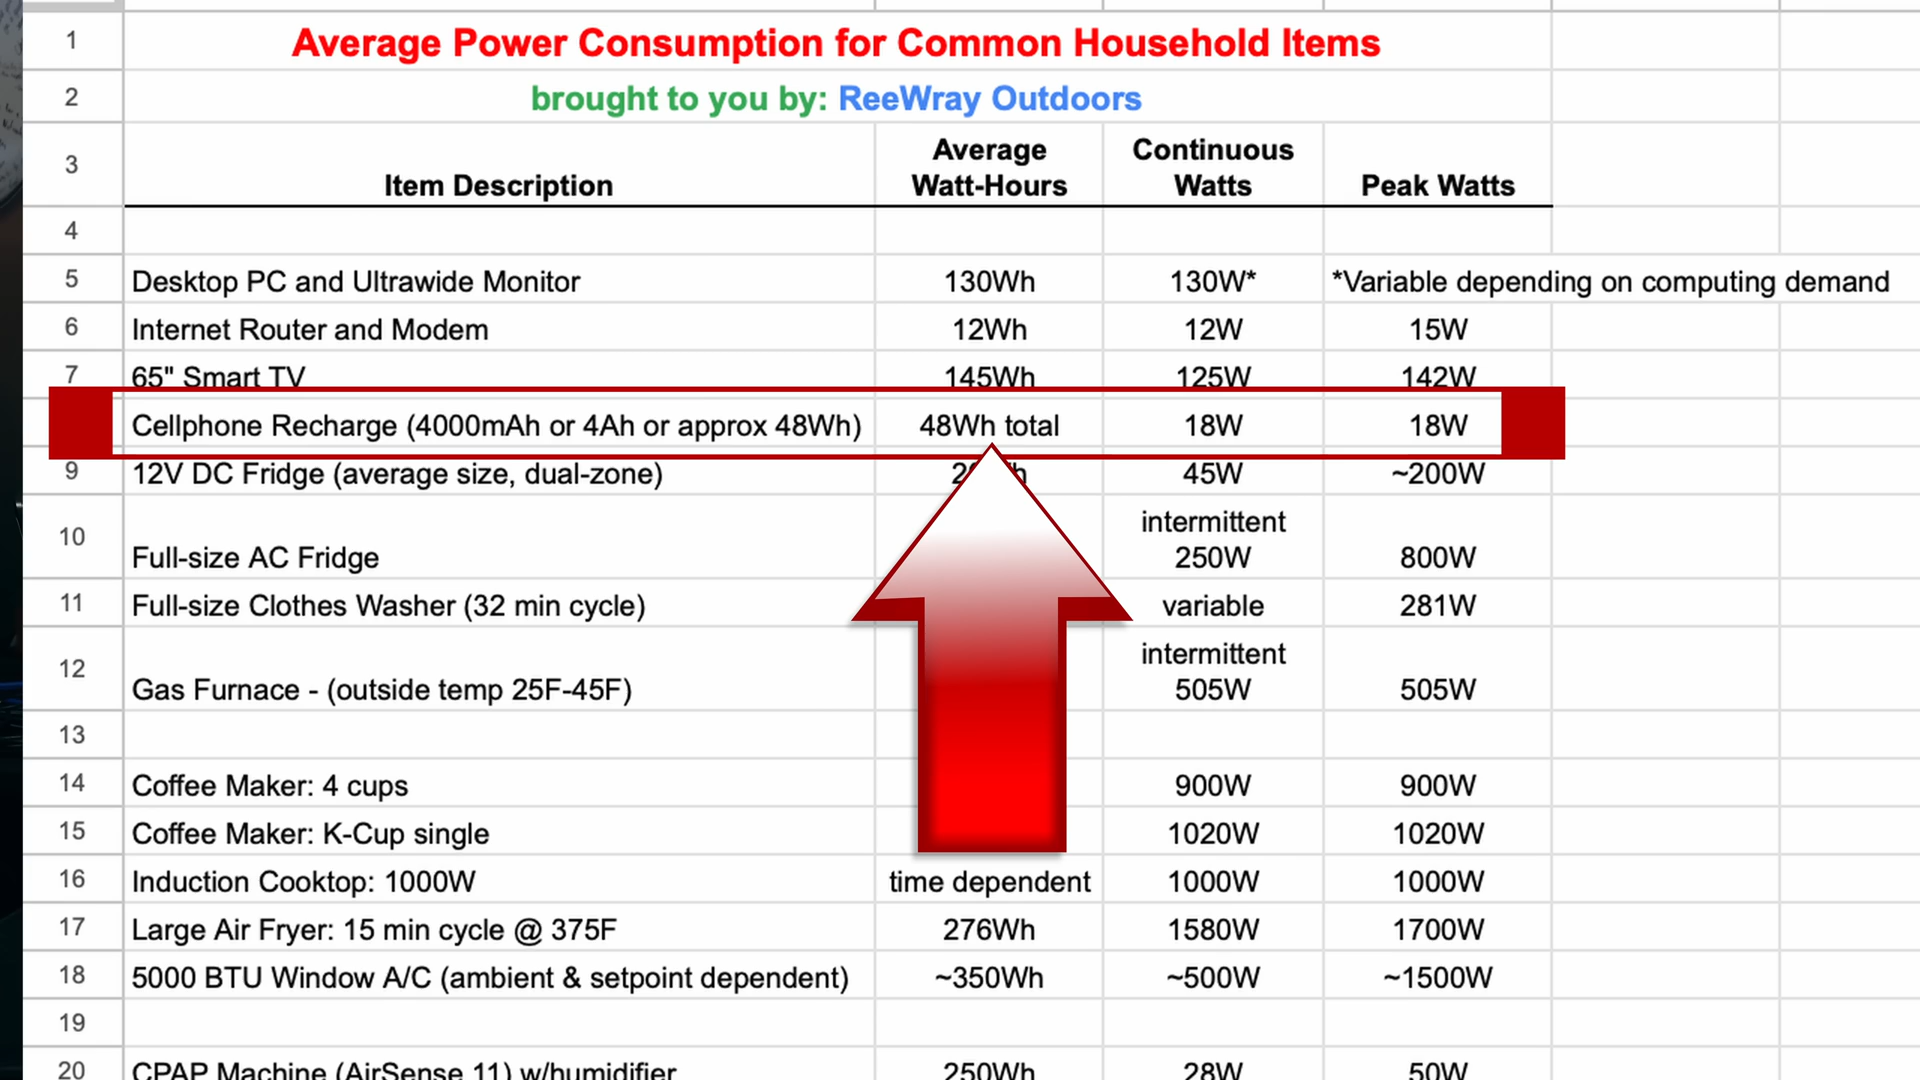 1 Average Power Consumption for Common Household Items
2 brought to you by: ReeWray Outdoors
3 Item Description Average Watt-Hours Continuous Watts Peak Watts
4
5 Desktop PC and Ultrawide Monitor 130Wh 130W* *Variable depending on computing demand
6 Internet Router and Modem 12Wh 12W 15W
7 65" Smart TV 145Wh 125W 142W
Cellphone Recharge (4000mAh or 4Ah or approx 48Wh) 48Wh total 18W 18W
9 12V DC Fridge (average size, dual-zone) 45W ~200W
10 Full-size AC Fridge intermittent 250W 800W
11 Full-size Clothes Washer (32 min cycle) variable 281W
12 Gas Furnace - (outside temp 25F-45F) intermittent 505W 505W
13
14 Coffee Maker: 4 cups 900W 900W
15 Coffee Maker: K-Cup single 1020W 1020W
16 Induction Cooktop: 1000W time dependent 1000W 1000W
17 Large Air Fryer: 15 min cycle @ 375F 276Wh 1580W 1700W
18 5000 BTU Window A/C (ambient & setpoint dependent) ~350Wh ~500W ~1500W
19
20 CPAP Machine (AirSense 11) w/humidifier 250Wh 28W 50W